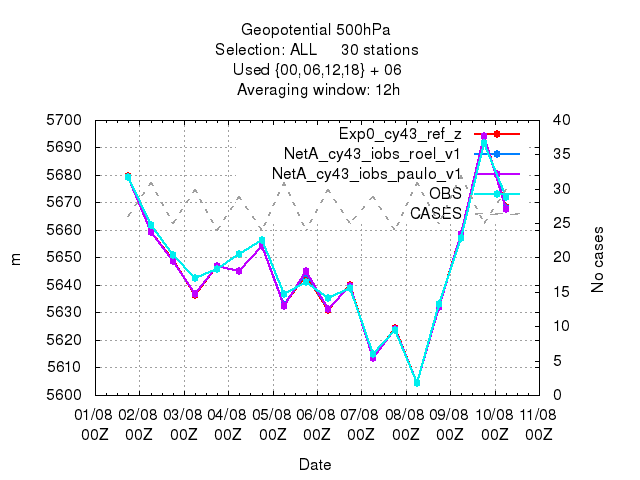 Geopotential 500hPa
Selection: ALL 30 stations
Used {00,06,12,18} + 06
Averaging window: 12h
5700
5690
5680
5670
5660
5650
5640
5630
5620
5610
5600
m
40
35
30
25
20
15
10
5
0
No cases
Exp0_cy43_ref_z
NetA_cy43_iobs_roel_v1
NetA_cy43_iobs_paulo_v1
OBS
CASES
01/08 02/08 03/08 04/08 05/08 06/08 07/08 08/08 09/08 10/08 11/08
00Z 00Z 00Z 00Z 00Z 00Z 00Z 00Z 00Z 00Z 00Z
Date